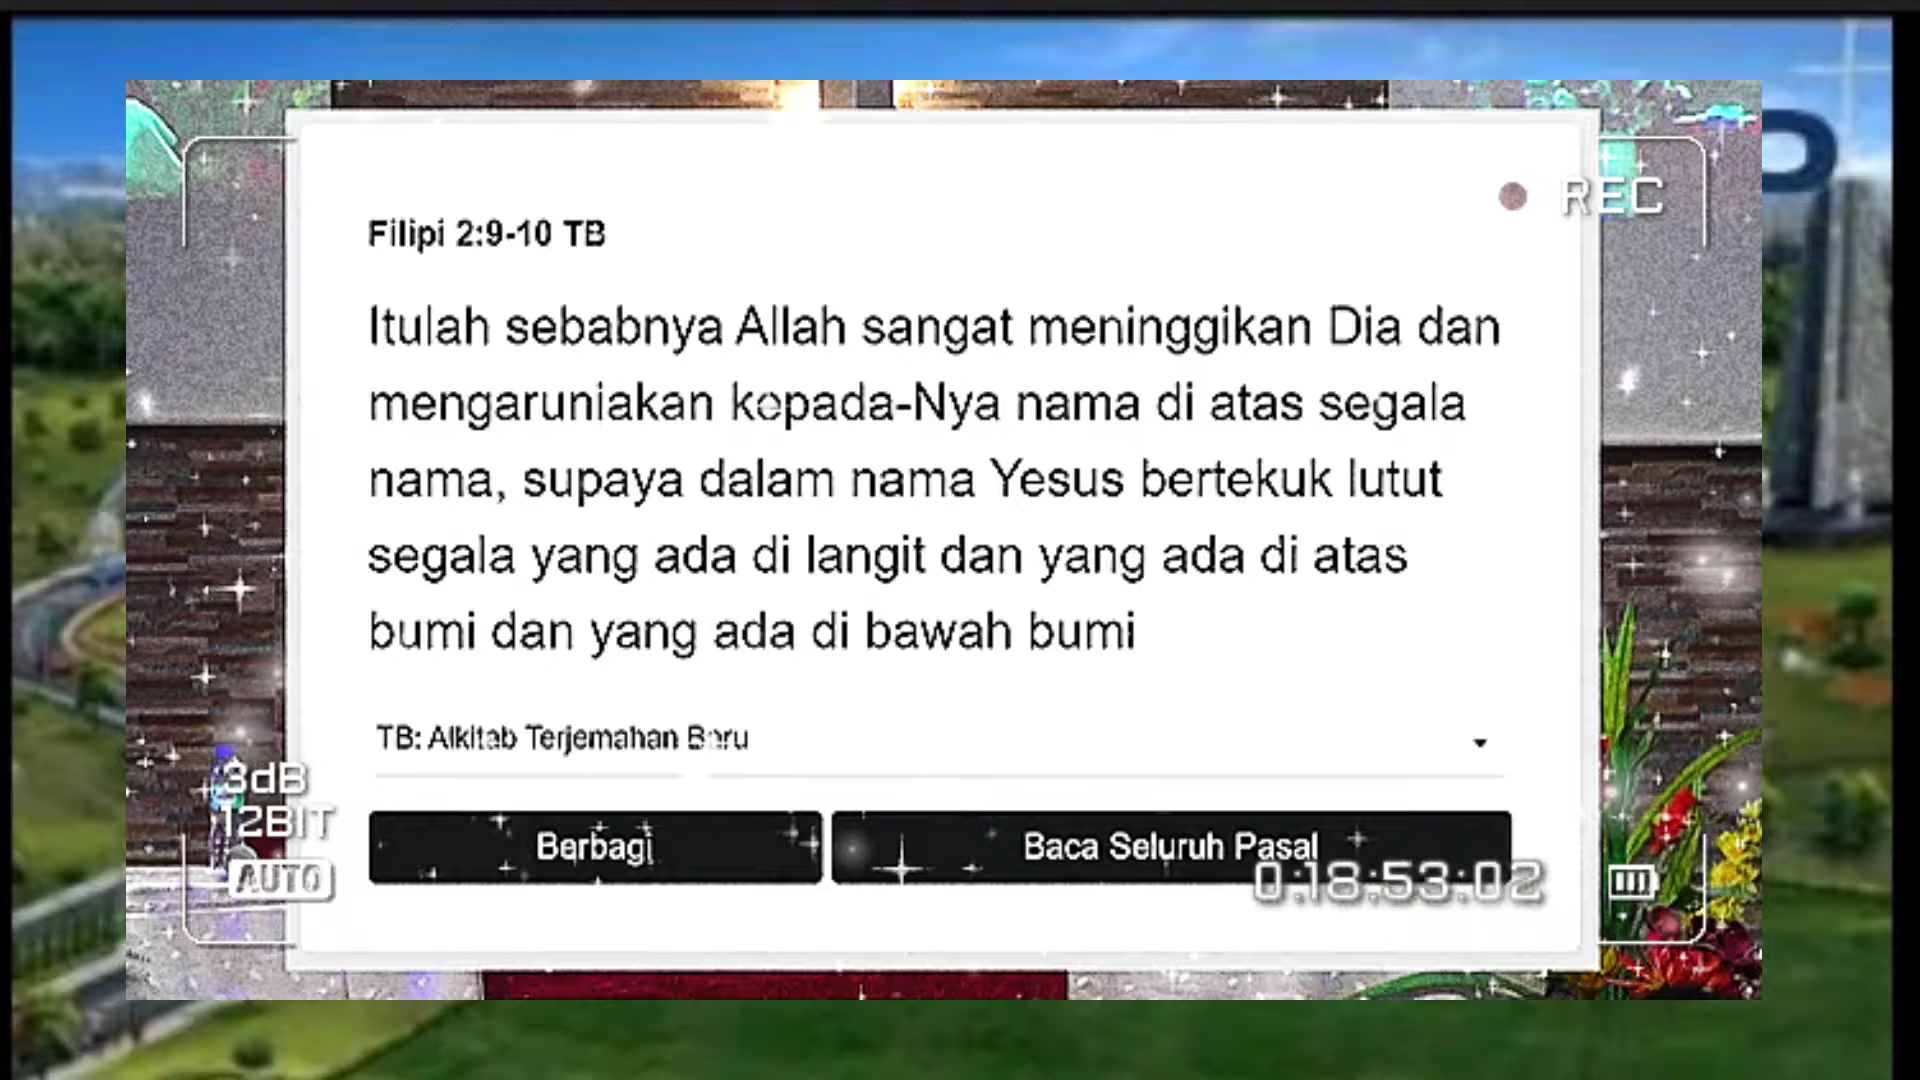 REC
Filipi 2:9-10 TB
Itulah sebabnya Allah sangat meninggikan Dia dan
mengaruniakan kepada-Nya nama di atas segala
nama, supaya dalam nama Yesus bertekuk lutut
segala yang ada di langit dan yang ada di atas
bumi dan yang ada di bawah bumi
TB: Alkitab Terjemahan Baru
3dB
12BIT
Berbagi
Baca Seluruh Pasal
AUTO
0:18:53:02